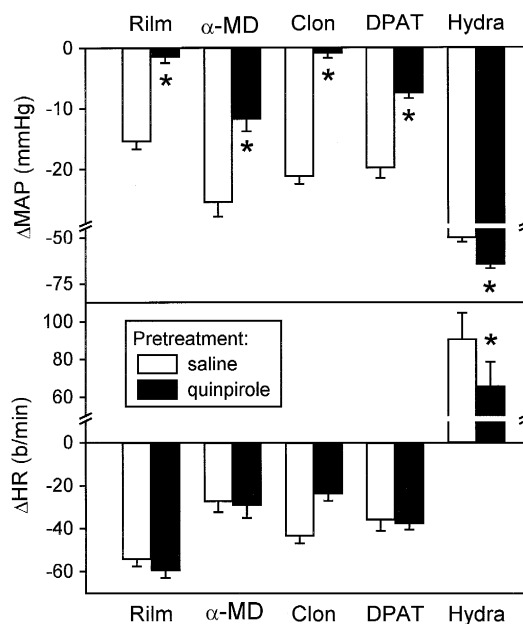 Rilm α-MD Clon DPAT Hydra
ΔMAP (mmHg)
0
-10
-20
-50
-75
* * * * *
ΔHR (b/min)
100
80
60
0
-20
-40
-60
*
Pretreatment:
saline
quinpirole
Rilm α-MD Clon DPAT Hydra